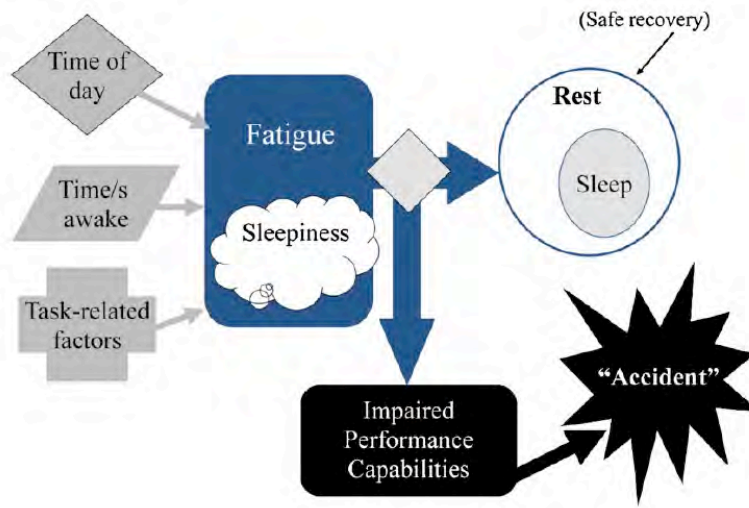 (Safe recovery)
Time of
day
Rest
Fatigue
Sleep
Time/s
awake
Sleepiness
Task-related
factors
“Accident”
Impaired
Performance
Capabilities